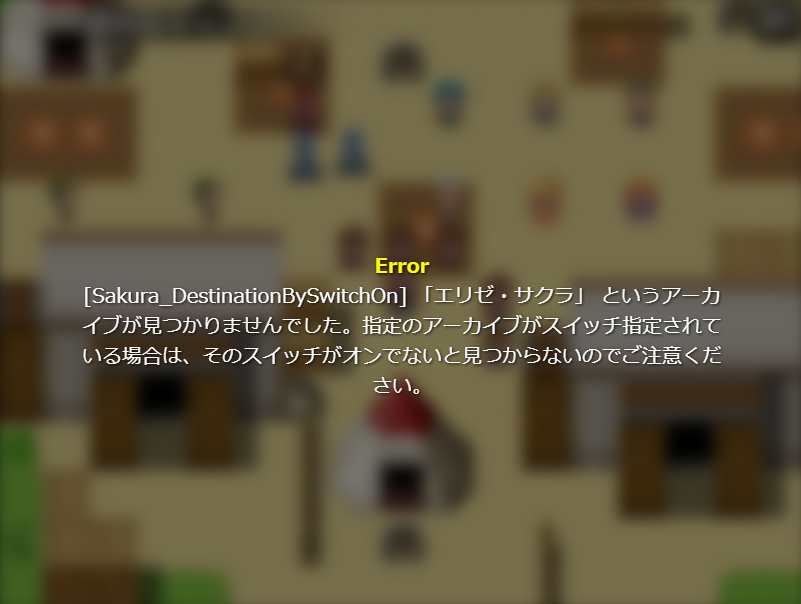 Error
[Sakura_DestinationBySwitchOn] 「エリゼ・サクラ」 というアーカ
イブが見つかりませんでした。指定のアーカイブがスイッチ指定されて
いる場合は、そのスイッチがオンでないと見つからないのでご注意くだ
さい。